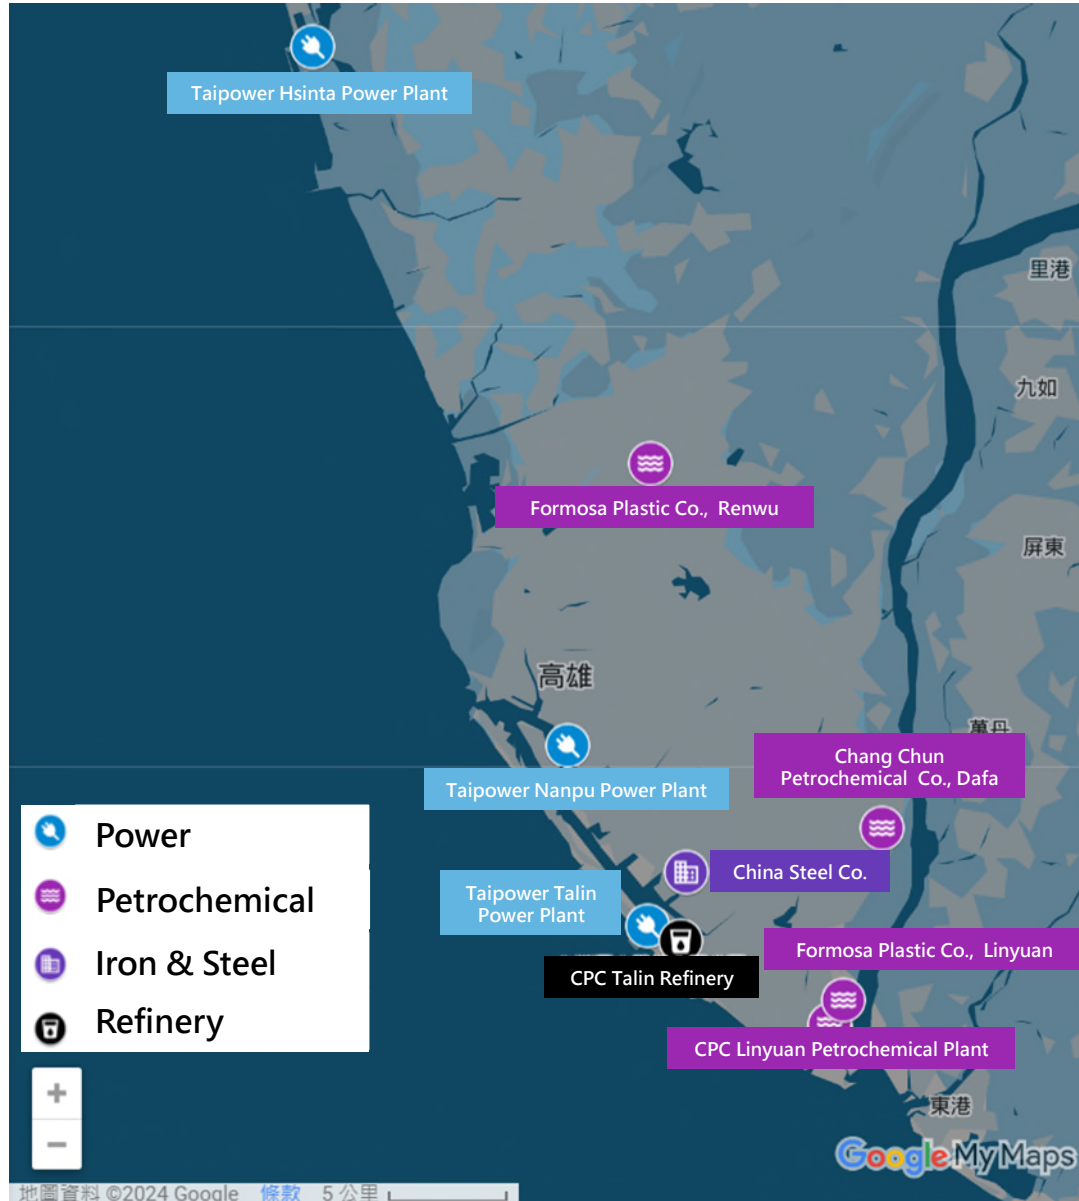 Taipower Hsinta Power Plant
里港
九如
Formosa Plastic Co., Renwu
屏東
高雄
萬丹
Chang Chun
Petrochemical Co., Dafa
Taipower Nanpu Power Plant
Power
Petrochemical
Iron & Steel
Refinery
China Steel Co.
Taipower Talin
Power Plant
Formosa Plastic Co., Linyuan
CPC Talin Refinery
CPC Linyuan Petrochemical Plant
東港
+
−
Google My Maps
地圖資料 ©2024 Google 條款 5 公里